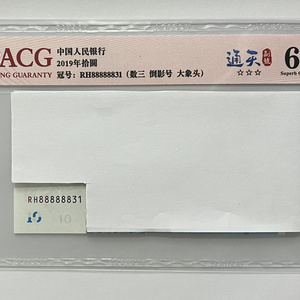 ACG
NG GUARANTY
中国人民银行
2019年拾圆
冠号：RH88888831（数三 倒影号 大象头）
通天
☆☆☆
6
Superb G
RH88888831
10